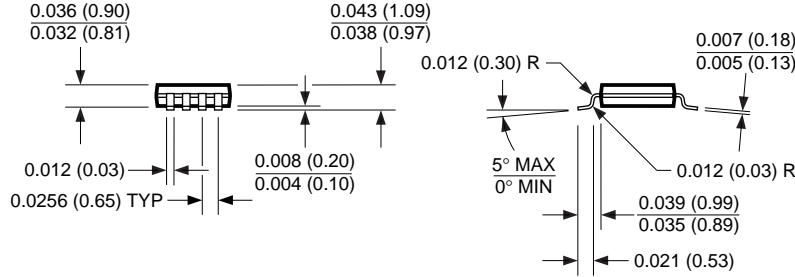 0.036 (0.90)
0.032 (0.81)
0.043 (1.09)
0.038 (0.97)
0.012 (0.03)
0.0256 (0.65) TYP
0.008 (0.20)
0.004 (0.10)
0.012 (0.30) R
0.007 (0.18)
0.005 (0.13)
5° MAX
0° MIN
0.012 (0.03) R
0.039 (0.99)
0.035 (0.89)
0.021 (0.53)